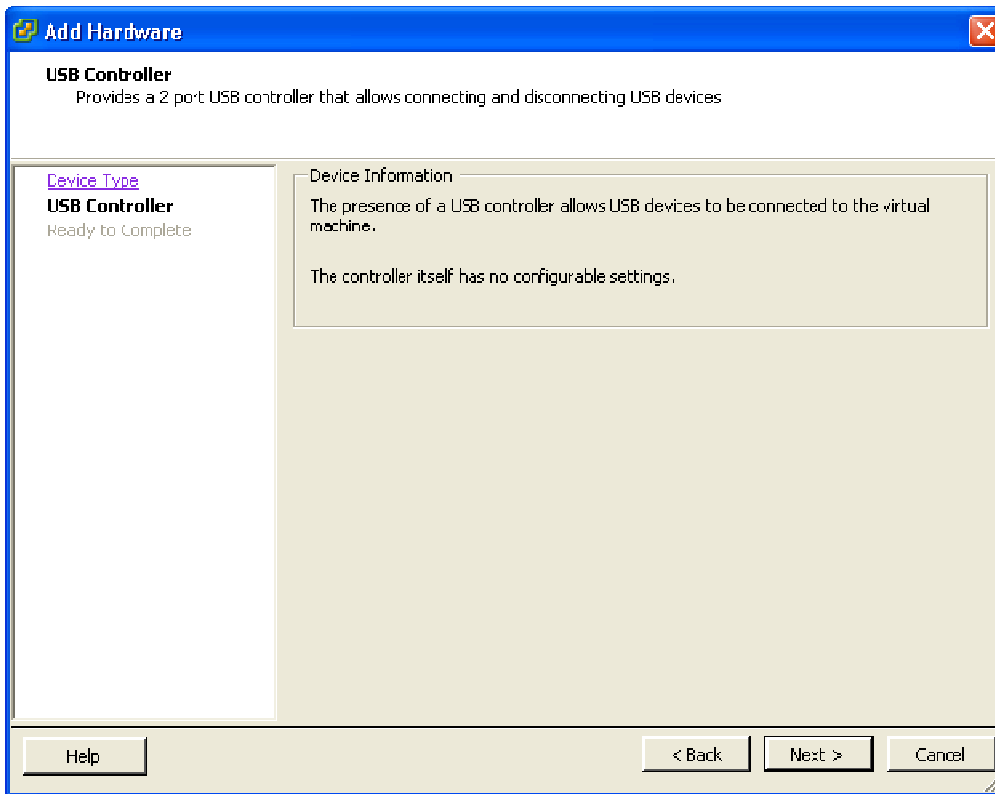 Add Hardware
USB Controller
Provides a 2 port USB controller that allows connecting and disconnecting USB devices
Device Type
USB Controller
Ready to Complete
Device Information
The presence of a USB controller allows USB devices to be connected to the virtual
machine.
The controller itself has no configurable settings.
Help
< Back
Next >
Cancel